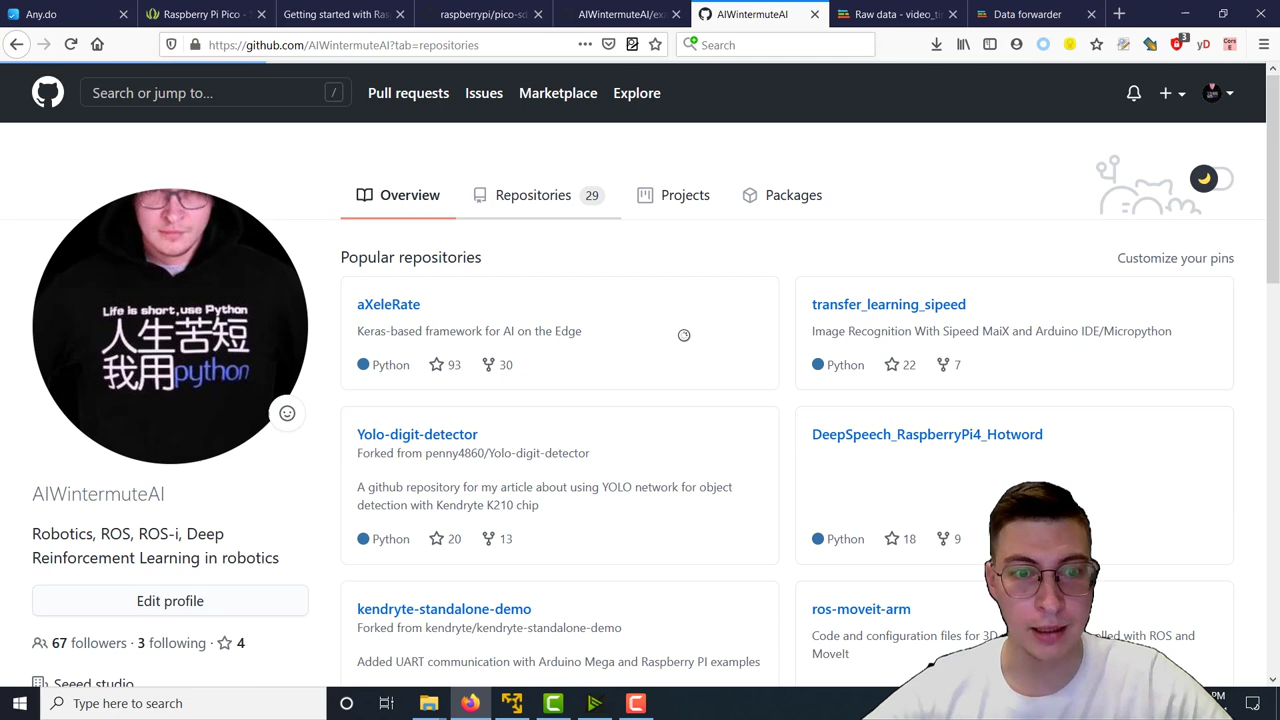 Any.do
Raspberry Pi Pico –
Getting started with Ras
raspberrypi/pico-sd
AIWintermuteAI/exa
AIWintermuteAI
Raw data - video_ti
Data forwarder
https://github.com/AIWintermuteAI?tab=repositories
Search
3
yD
Search or jump to...
/
Pull requests
Issues
Marketplace
Explore
Overview
Repositories 29
Projects
Packages
Life is short,use Python
人生苦短
我用python
AIWintermuteAI
Robotics, ROS, ROS-i, Deep
Reinforcement Learning in robotics
Edit profile
67 followers · 3 following · 4
Seeed studio
Popular repositories
Customize your pins
aXeleRate
Keras-based framework for AI on the Edge
Python 93 30
transfer_learning_sipeed
Image Recognition With Sipeed MaiX and Arduino IDE/Micropython
Python 22 7
Yolo-digit-detector
Forked from penny4860/Yolo-digit-detector
A github repository for my article about using YOLO network for object
detection with Kendryte K210 chip
Python 20 13
DeepSpeech_RaspberryPi4_Hotword
Python 18 9
kendryte-standalone-demo
Forked from kendryte/kendryte-standalone-demo
Added UART communication with Arduino Mega and Raspberry PI examples
ros-moveit-arm
Code and configuration files for 3D
lled with ROS and
MoveIt
Type here to search
PM